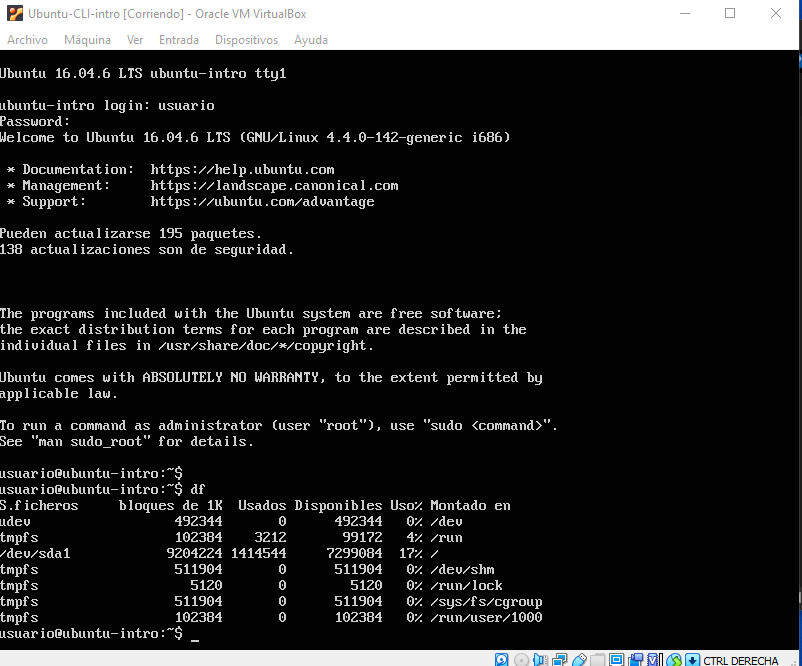 Ubuntu-CLI-intro [Corriendo] - Oracle VM VirtualBox
Archivo Máquina Ver Entrada Dispositivos Ayuda
Ubuntu 16.04.6 LTS ubuntu-intro tty1
ubuntu-intro login: usuario
Password:
Welcome to Ubuntu 16.04.6 LTS (GNU/Linux 4.4.0-142-generic i686)
* Documentation: https://help.ubuntu.com
* Management: https://landscape.canonical.com
* Support: https://ubuntu.com/advantage
Pueden actualizarse 195 paquetes.
138 actualizaciones son de seguridad.
The programs included with the Ubuntu system are free software;
the exact distribution terms for each program are described in the
individual files in /usr/share/doc/*/copyright.
Ubuntu comes with ABSOLUTELY NO WARRANTY, to the extent permitted by
applicable law.
To run a command as administrator (user "root"), use "sudo <command>".
See "man sudo_root" for details.
usuario@ubuntu-intro:~$
usuario@ubuntu-intro:~$ df
S.ficheros bloques de 1K Usados Disponibles Uso% Montado en
udev 492344 0 492344 0% /dev
tmpfs 102384 3212 99172 4% /run
/dev/sda1 9204224 1414544 7299084 17% /
tmpfs 511904 0 511904 0% /dev/shm
tmpfs 5120 0 5120 0% /run/lock
tmpfs 511904 0 511904 0% /sys/fs/cgroup
tmpfs 102384 0 102384 0% /run/user/1000
usuario@ubuntu-intro:~$ _
CTRL DERECHA